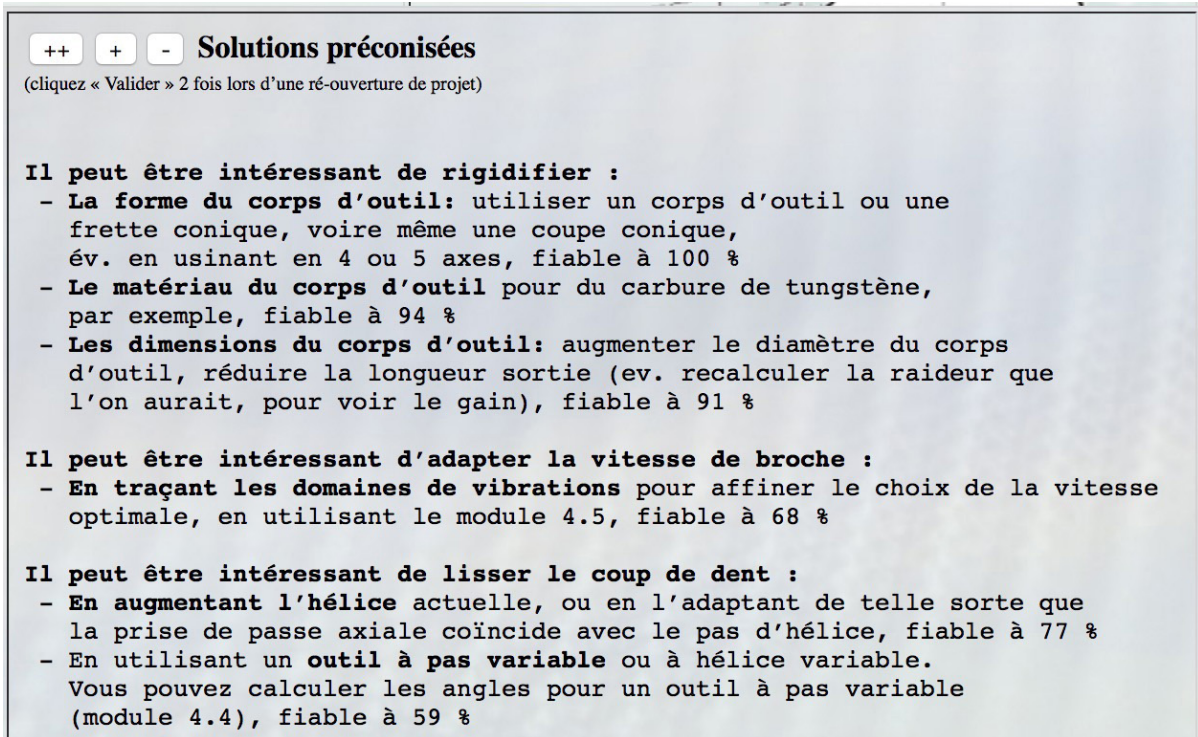 ++ + - Solutions préconisées
(cliquez « Valider » 2 fois lors d’une ré-ouverture de projet)
Il peut être intéressant de rigidifier :
– La forme du corps d’outil: utiliser un corps d’outil ou une
frette conique, voire même une coupe conique,
év. en usinant en 4 ou 5 axes, fiable à 100 %
– Le matériau du corps d’outil pour du carbure de tungstène,
par exemple, fiable à 94 %
– Les dimensions du corps d’outil: augmenter le diamètre du corps
d’outil, réduire la longueur sortie (ev. recalculer la raideur que
l’on aurait, pour voir le gain), fiable à 91 %
Il peut être intéressant d’adapter la vitesse de broche :
– En traçant les domaines de vibrations pour affiner le choix de la vitesse
optimale, en utilisant le module 4.5, fiable à 68 %
Il peut être intéressant de lisser le coup de dent :
– En augmentant l’hélice actuelle, ou en l’adaptant de telle sorte que
la prise de passe axiale coïncide avec le pas d’hélice, fiable à 77 %
– En utilisant un outil à pas variable ou à hélice variable.
Vous pouvez calculer les angles pour un outil à pas variable
(module 4.4), fiable à 59 %